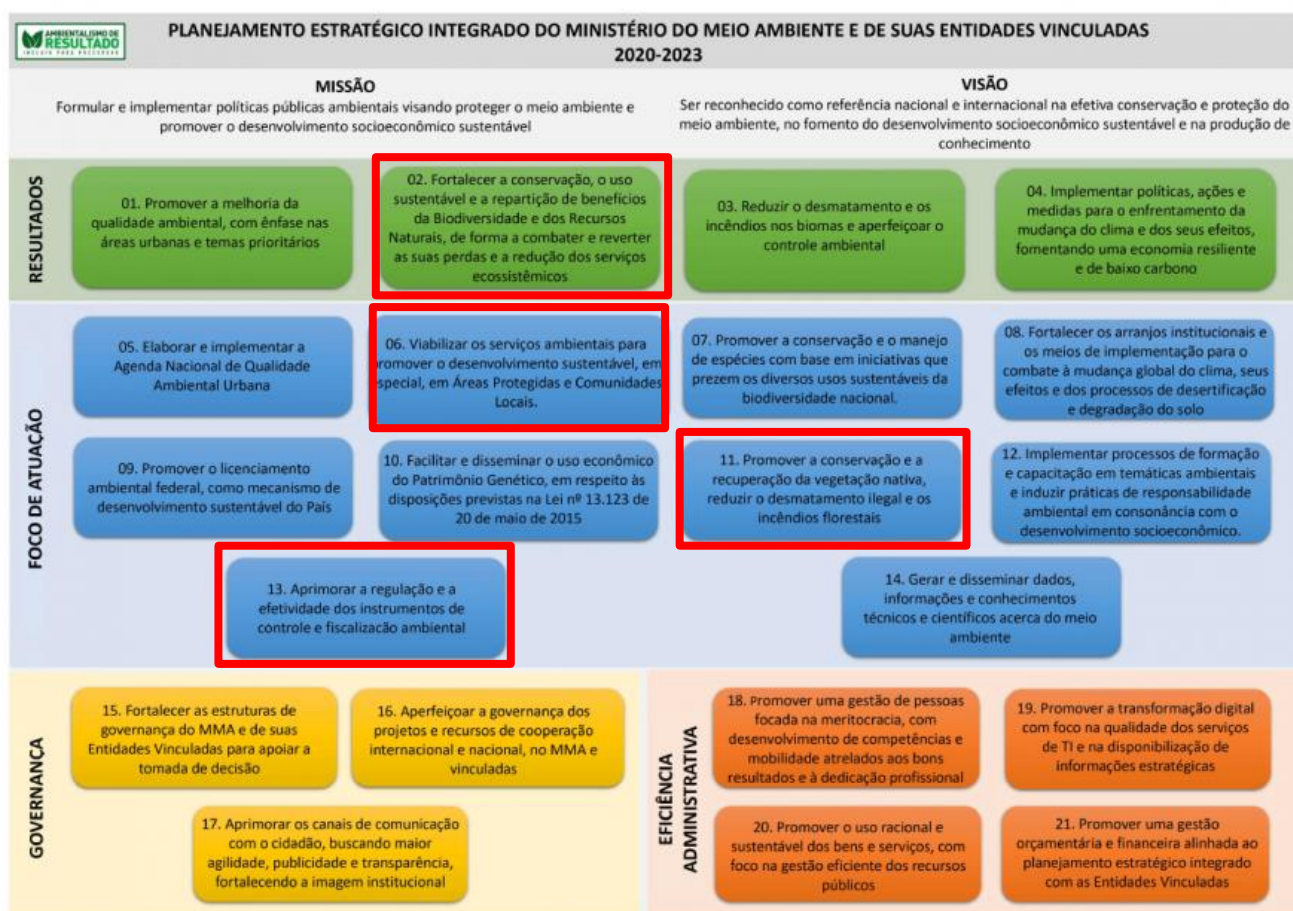 AMBIENTALISMO DE
RESULTADO
INCLUIR PARA PRESERVAR
PLANEJAMENTO ESTRATÉGICO INTEGRADO DO MINISTÉRIO DO MEIO AMBIENTE E DE SUAS ENTIDADES VINCULADAS
2020-2023
MISSÃO
Formular e implementar políticas públicas ambientais visando proteger o meio ambiente e
promover o desenvolvimento socioeconômico sustentável
VISÃO
Ser reconhecido como referência nacional e internacional na efetiva conservação e proteção do
meio ambiente, no fomento do desenvolvimento socioeconômico sustentável e na produção de
conhecimento
RESULTADOS
01. Promover a melhoria da
qualidade ambiental, com ênfase nas
áreas urbanas e temas prioritários
02. Fortalecer a conservação, o uso
sustentável e a repartição de benefícios
da Biodiversidade e dos Recursos
Naturais, de forma a combater e reverter
as suas perdas e a redução dos serviços
ecossistêmicos
03. Reduzir o desmatamento e os
incêndios nos biomas e aperfeiçoar o
controle ambiental
04. Implementar políticas, ações e
medidas para o enfrentamento da
mudança do clima e dos seus efeitos,
fomentando uma economia resiliente
e de baixo carbono
FOCO DE ATUAÇÃO
05. Elaborar e implementar a
Agenda Nacional de Qualidade
Ambiental Urbana
06. Viabilizar os serviços ambientais para
romover o desenvolvimento sustentável, em
special, em Áreas Protegidas e Comunidades
Locais.
07. Promover a conservação e o manejo
de espécies com base em iniciativas que
prezem os diversos usos sustentáveis da
biodiversidade nacional.
08. Fortalecer os arranjos institucionais e
os meios de implementação para o
combate à mudança global do clima, seus
efeitos e dos processos de desertificação
e degradação do solo
09. Promover o licenciamento
ambiental federal, como mecanismo de
desenvolvimento sustentável do País
10. Facilitar e disseminar o uso econômico
do Patrimônio Genético, em respeito às
disposições previstas na Lei nº 13.123 de
20 de maio de 2015
11. Promover a conservação e a
recuperação da vegetação nativa,
reduzir o desmatamento ilegal e os
incêndios florestais
12. Implementar processos de formação
e capacitação em temáticas ambientais
e induzir práticas de responsabilidade
ambiental em consonância com o
desenvolvimento socioeconômico.
13. Aprimorar a regulação e a
efetividade dos instrumentos de
controle e fiscalização ambiental
14. Gerar e disseminar dados,
informações e conhecimentos
técnicos e científicos acerca do meio
ambiente
GOVERNANÇA
15. Fortalecer as estruturas de
governança do MMA e de suas
Entidades Vinculadas para apoiar a
tomada de decisão
16. Aperfeiçoar a governança dos
projetos e recursos de cooperação
internacional e nacional, no MMA e
vinculadas
17. Aprimorar os canais de comunicação
com o cidadão, buscando maior
agilidade, publicidade e transparência,
fortalecendo a imagem institucional
EFICIÊNCIA
ADMINISTRATIVA
18. Promover uma gestão de pessoas
focada na meritocracia, com
desenvolvimento de competências e
mobilidade atrelados aos bons
resultados e à dedicação profissional
19. Promover a transformação digital
com foco na qualidade dos serviços
de TI e na disponibilização de
informações estratégicas
20. Promover o uso racional e
sustentável dos bens e serviços, com
foco na gestão eficiente dos recursos
públicos
21. Promover uma gestão
orçamentária e financeira alinhada ao
planejamento estratégico integrado
com as Entidades Vinculadas